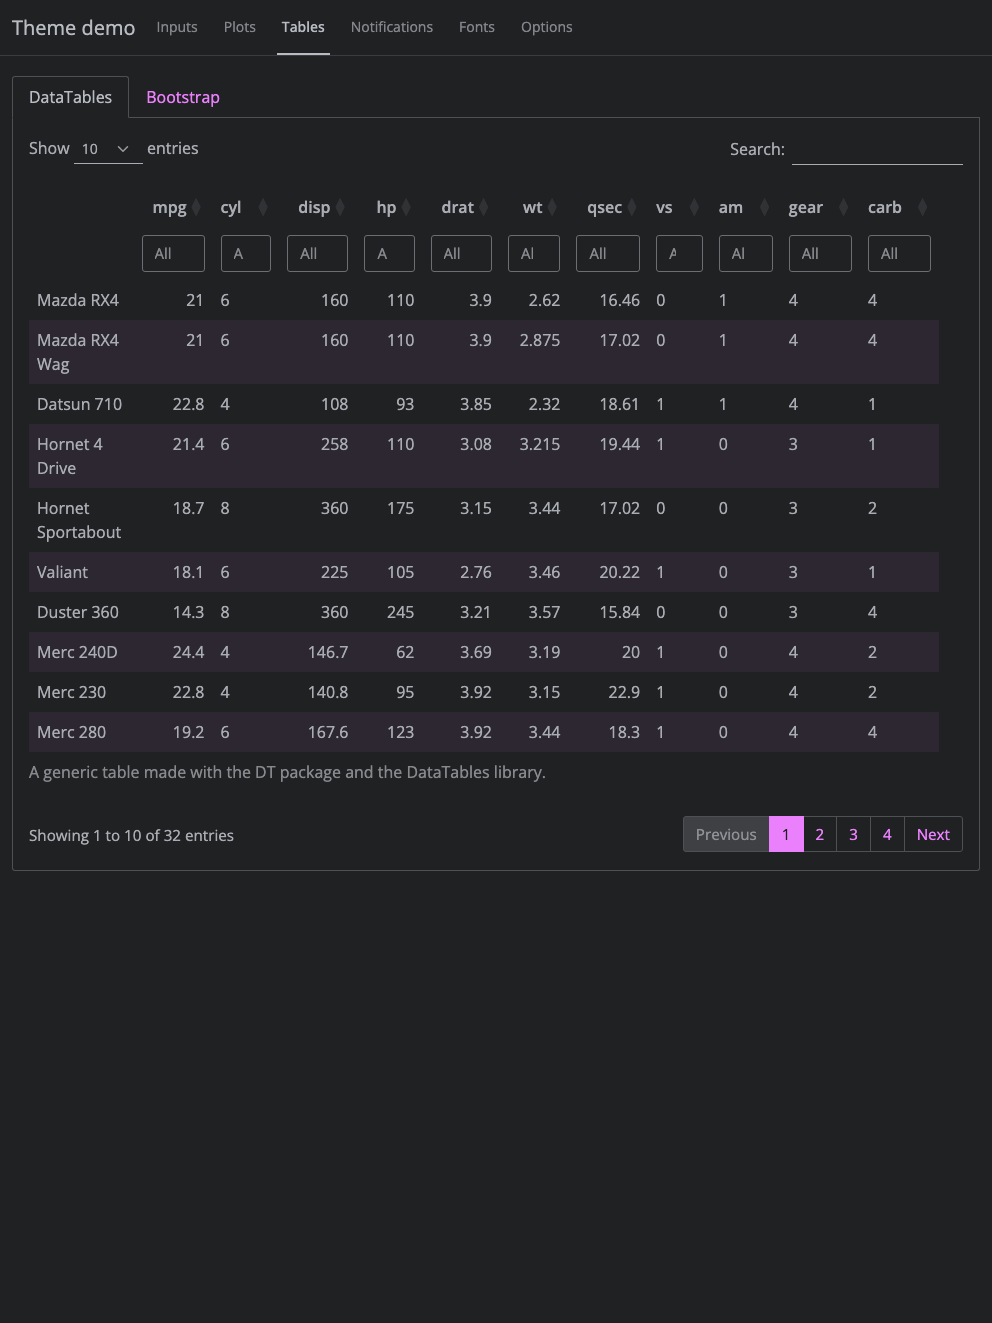 Theme demo Inputs Plots Tables Notifications Fonts Options
DataTables Bootstrap
Show 10 entries Search:
mpg cyl disp hp drat wt qsec vs am gear carb
All A All A All Al All A Al All All
Mazda RX4 21 6 160 110 3.9 2.62 16.46 0 1 4 4
Mazda RX4 21 6 160 110 3.9 2.875 17.02 0 1 4 4
Wag
Datsun 710 22.8 4 108 93 3.85 2.32 18.61 1 1 4 1
Hornet 4 21.4 6 258 110 3.08 3.215 19.44 1 0 3 1
Drive
Hornet 18.7 8 360 175 3.15 3.44 17.02 0 0 3 2
Sportabout
Valiant 18.1 6 225 105 2.76 3.46 20.22 1 0 3 1
Duster 360 14.3 8 360 245 3.21 3.57 15.84 0 0 3 4
Merc 240D 24.4 4 146.7 62 3.69 3.19 20 1 0 4 2
Merc 230 22.8 4 140.8 95 3.92 3.15 22.9 1 0 4 2
Merc 280 19.2 6 167.6 123 3.92 3.44 18.3 1 0 4 4
A generic table made with the DT package and the DataTables library.
Showing 1 to 10 of 32 entries Previous 1 2 3 4 Next